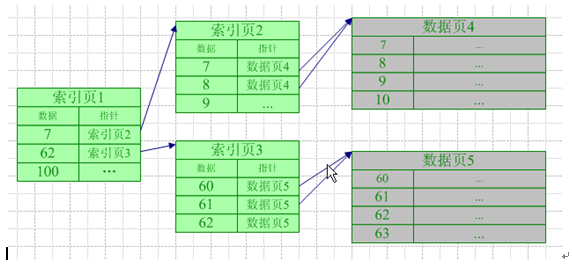 索引页1
数据 指针
7 索引页2
62 索引页3
100 ...
索引页2
数据 指针
7 数据页4
8 数据页4
9 ...
索引页3
数据 指针
60 数据页5
61 数据页5
62 数据页5
数据页4
7 ...
8 ...
9 ...
10 ...
数据页5
60 ...
61 ...
62 ...
63 ...